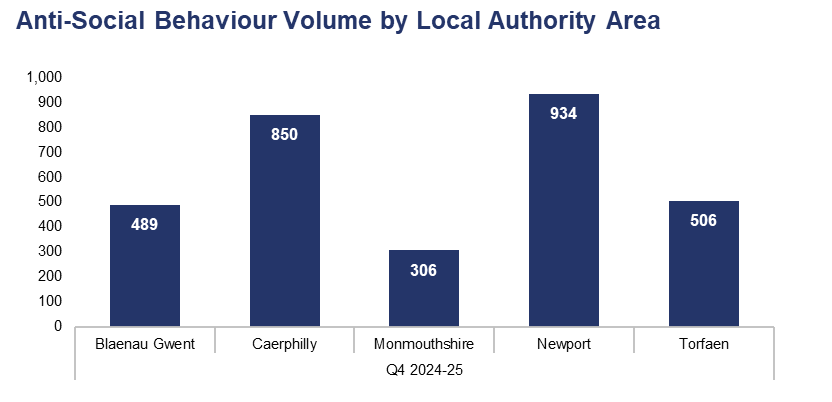 Anti-Social Behaviour Volume by Local Authority Area
1,000
900
800
700
600
500
400
300
200
100
0
489
850
306
934
506
Blaenau Gwent
Caerphilly
Monmouthshire
Newport
Torfaen
Q4 2024-25